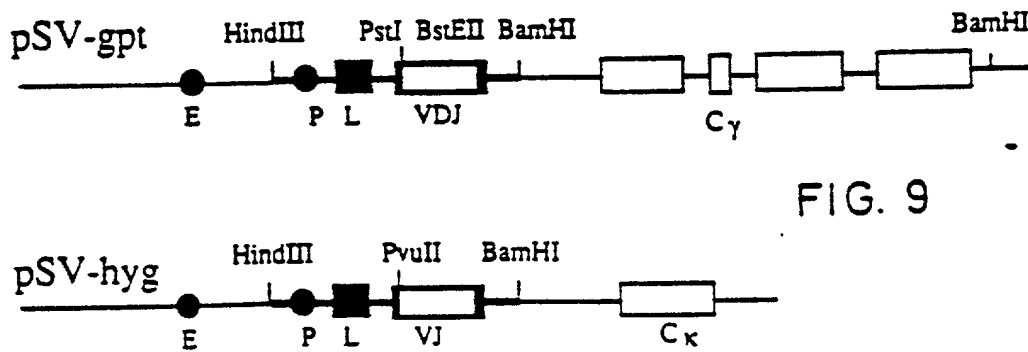 pSV-gpt HindIII PstI BstEII BamHI BamHI
E P L VDJ Cγ
FIG. 9
pSV-hyg HindIII PvuII BamHI
E P L VJ Cκ